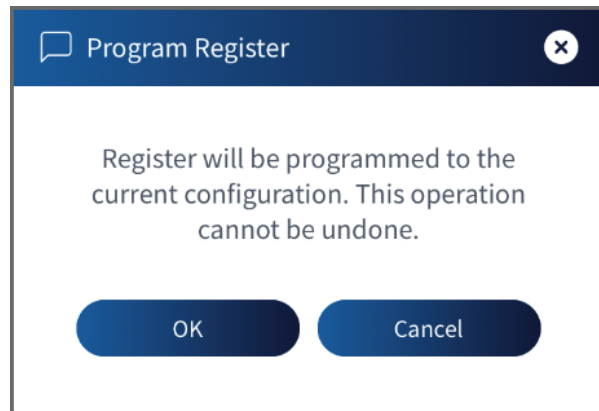 Program Register
Register will be programmed to the
current configuration. This operation
cannot be undone.
OK
Cancel